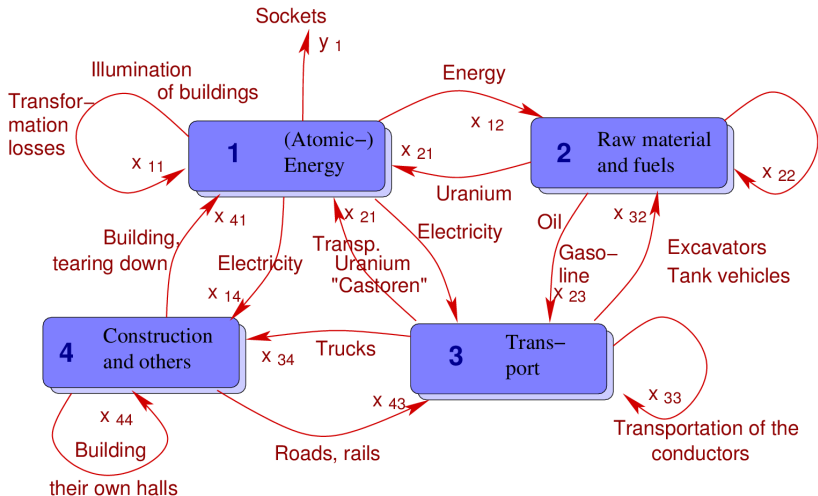 Sockets
y 1
Illumination
of buildings
Energy
Transfor-
mation
losses
x 12
x 11
1
(Atomic-)
Energy
x 21
2
Raw material
and fuels
x 22
Uranium
x 41
x 21
x 32
Building,
tearing down
Electricity
Transp.
Uranium
"Castoren"
Electricity
Oil
Gaso-
line
x 23
Excavators
Tank vehicles
x 14
4
Construction
and others
x 34
Trucks
3
Trans-
port
x 33
x 43
x 44
Building
their own halls
Roads, rails
Transportation of the
conductors